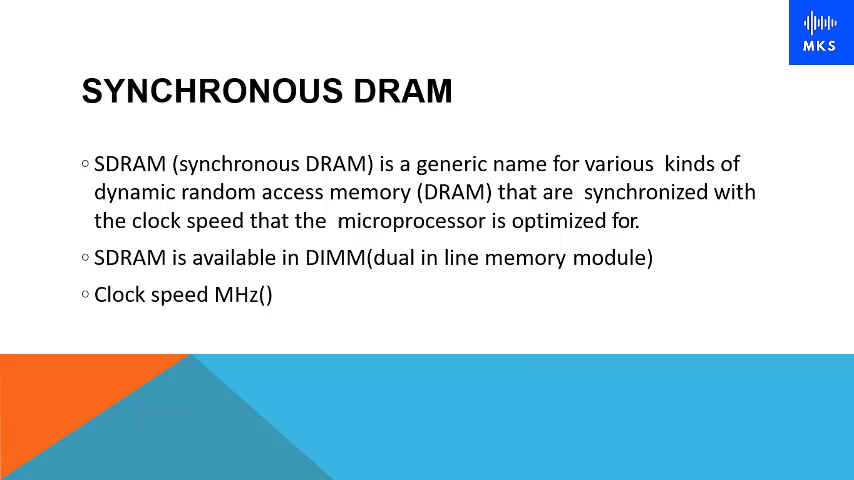 MKS
SYNCHRONOUS DRAM
SDRAM (synchronous DRAM) is a generic name for various  kinds of
dynamic random access memory (DRAM) that are  synchronized with
the clock speed that the  microprocessor is optimized for.
SDRAM is available in DIMM(dual in line memory module)
Clock speed MHz()